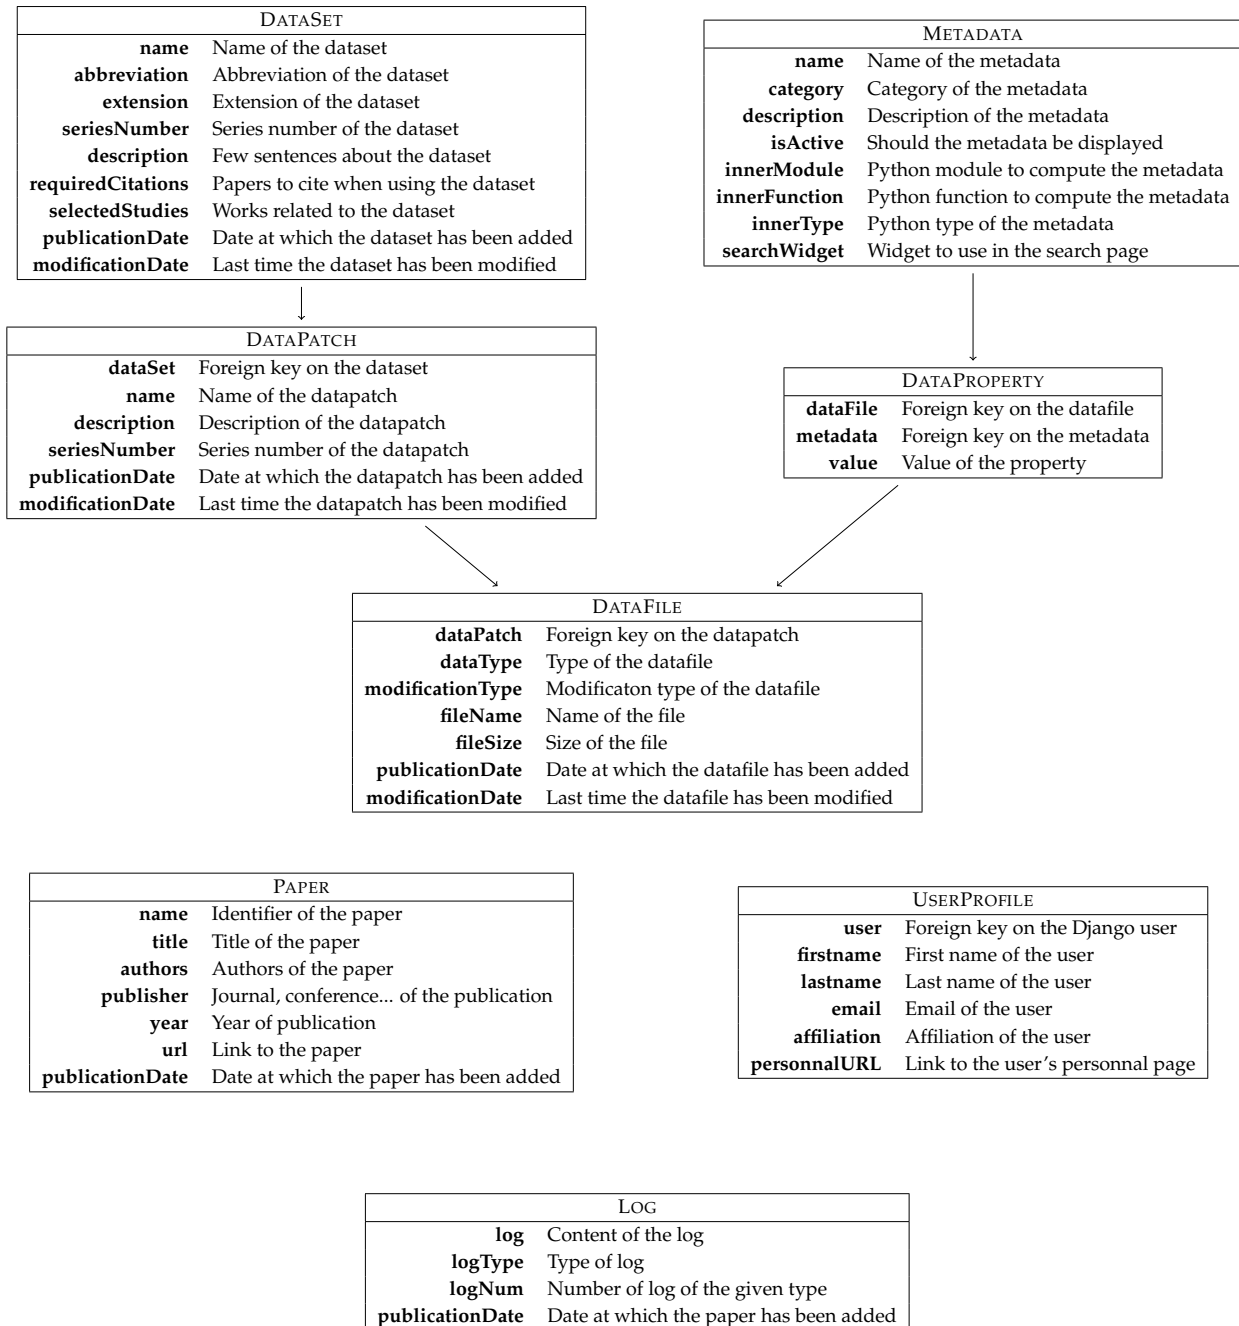 DATASET
name Name of the dataset
abbreviation Abbreviation of the dataset
extension Extension of the dataset
seriesNumber Series number of the dataset
description Few sentences about the dataset
requiredCitations Papers to cite when using the dataset
selectedStudies Works related to the dataset
publicationDate Date at which the dataset has been added
modificationDate Last time the dataset has been modified
METADATA
name Name of the metadata
category Category of the metadata
description Description of the metadata
isActive Should the metadata be displayed
innerModule Python module to compute the metadata
innerFunction Python function to compute the metadata
innerType Python type of the metadata
searchWidget Widget to use in the search page
DATAPATCH
dataSet Foreign key on the dataset
name Name of the datapatch
description Description of the datapatch
seriesNumber Series number of the datapatch
publicationDate Date at which the datapatch has been added
modificationDate Last time the datapatch has been modified
DATAPROPERTY
dataFile Foreign key on the datafile
metadata Foreign key on the metadata
value Value of the property
DATAFILE
dataPatch Foreign key on the datapatch
dataType Type of the datafile
modificationType Modificaton type of the datafile
fileName Name of the file
fileSize Size of the file
publicationDate Date at which the datafile has been added
modificationDate Last time the datafile has been modified
PAPER
name Identifier of the paper
title Title of the paper
authors Authors of the paper
publisher Journal, conference... of the publication
year Year of publication
url Link to the paper
publicationDate Date at which the paper has been added
USERPROFILE
user Foreign key on the Django user
firstname First name of the user
lastname Last name of the user
email Email of the user
affiliation Affiliation of the user
personnalURL Link to the user's personnal page
LOG
log Content of the log
logType Type of log
logNum Number of log of the given type
publicationDate Date at which the paper has been added